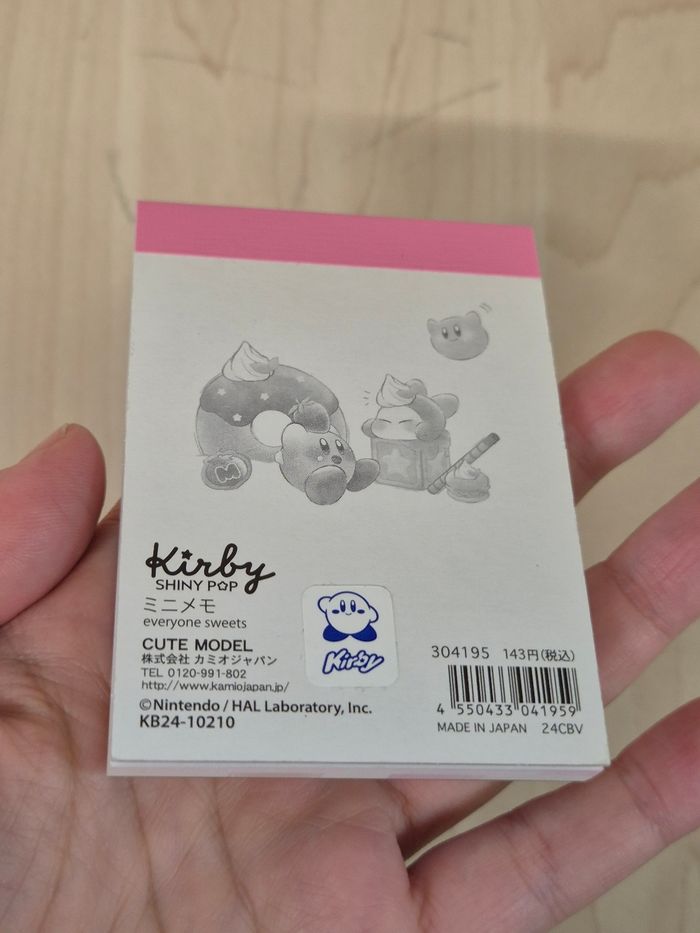 M
Kirby
SHINY POP
ミニメモ
everyone sweets
CUTE MODEL
株式会社 カミオジャパン
TEL 0120-991-802
http://www.kamiojapan.jp/
©Nintendo / HAL Laboratory, Inc.
KB24-10210
Kirby
304195 143円(税込)
4 550433 041959
MADE IN JAPAN 24CBV